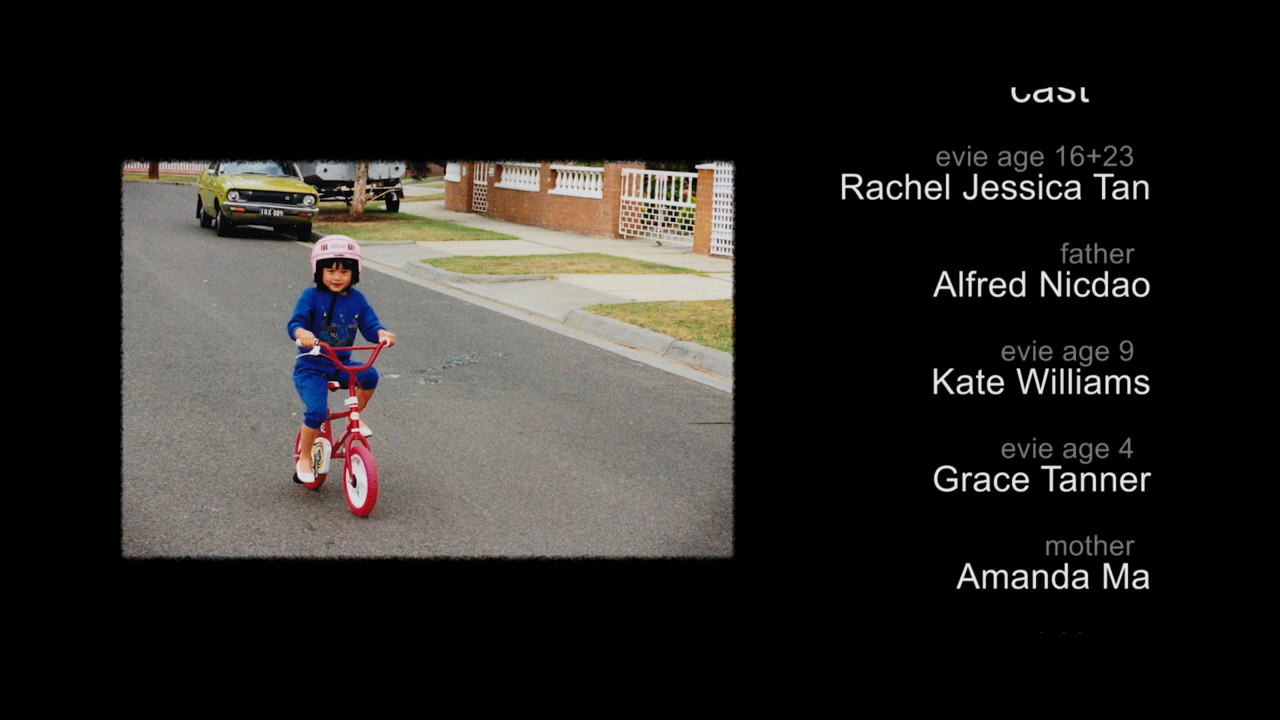 cast
evie age 16+23
Rachel Jessica Tan
father
Alfred Nicdao
evie age 9
Kate Williams
evie age 4
Grace Tanner
mother
Amanda Ma